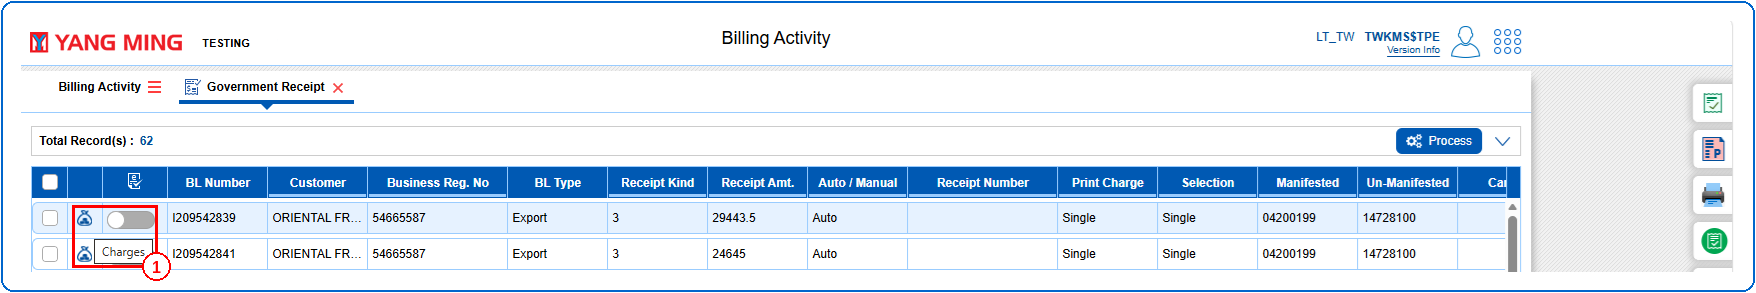 YANG MING TESTING Billing Activity LT_TW TWKMS$TPE
Version Info
Billing Activity Government Receipt
Total Record(s) : 62 Process
BL Number Customer Business Reg. No BL Type Receipt Kind Receipt Amt. Auto / Manual Receipt Number Print Charge Selection Manifested Un-Manifested Car
I209542839 ORIENTAL FR... 54665587 Export 3 29443.5 Auto Single Single 04200199 14728100
Charges I209542841 ORIENTAL FR... 54665587 Export 3 24645 Auto Single Single 04200199 14728100
1